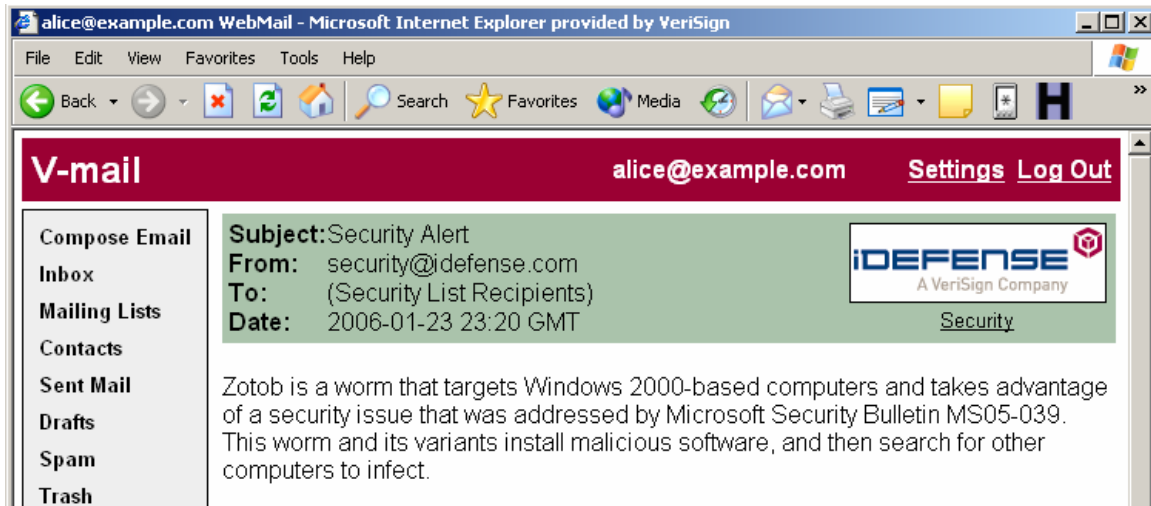 alice@example.com WebMail - Microsoft Internet Explorer provided by VeriSign
File Edit View Favorites Tools Help
Back Search Favorites Media »
V-mail alice@example.com Settings Log Out
Compose Email
Inbox
Mailing Lists
Contacts
Sent Mail
Drafts
Spam
Trash
Subject: Security Alert
From: security@idefense.com
To: (Security List Recipients)
Date: 2006-01-23 23:20 GMT
iDEFENSE
A VeriSign Company
Security
Zotob is a worm that targets Windows 2000-based computers and takes advantage
of a security issue that was addressed by Microsoft Security Bulletin MS05-039.
This worm and its variants install malicious software, and then search for other
computers to infect.